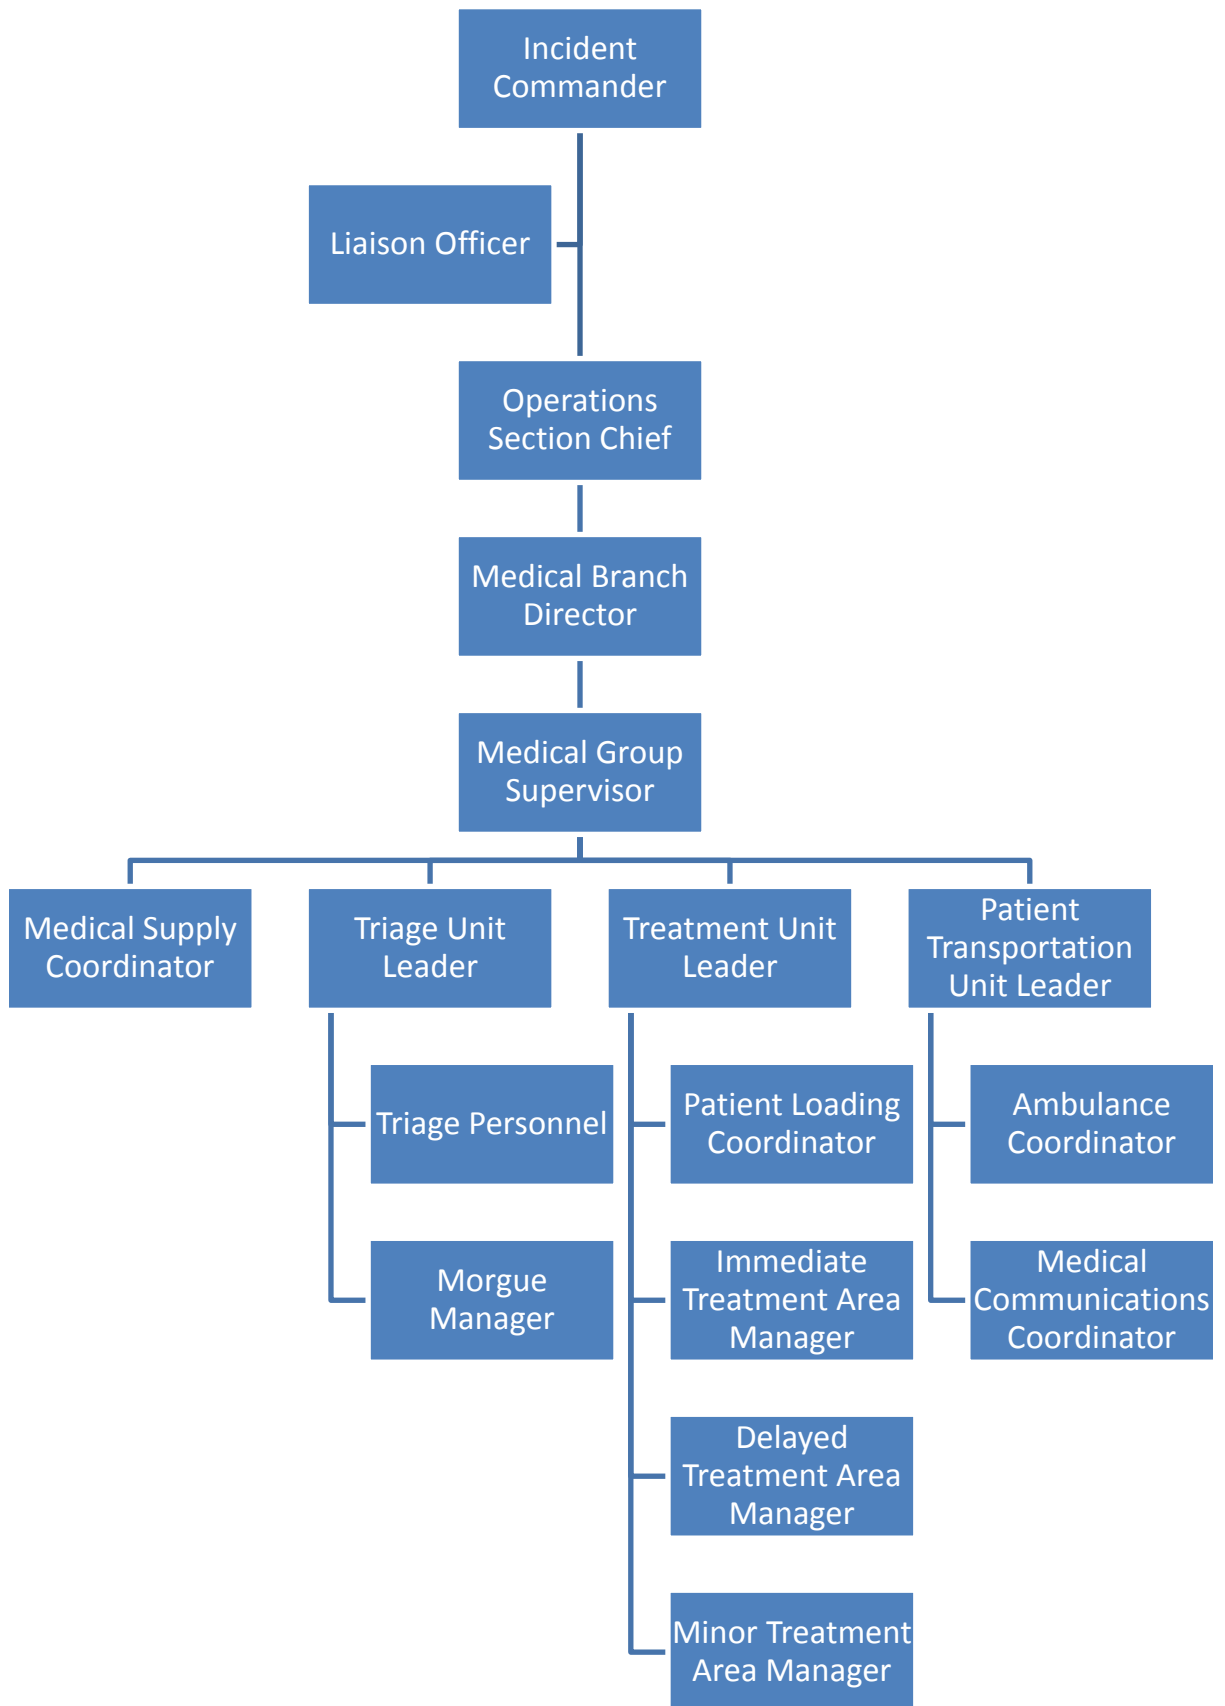 Incident
Commander
Liaison Officer
Operations
Section Chief
Medical Branch
Director
Medical Group
Supervisor
Medical Supply
Coordinator
Triage Unit
Leader
Treatment Unit
Leader
Patient
Transportation
Unit Leader
Triage Personnel
Morgue
Manager
Patient Loading
Coordinator
Immediate
Treatment Area
Manager
Delayed
Treatment Area
Manager
Minor Treatment
Area Manager
Ambulance
Coordinator
Medical
Communications
Coordinator